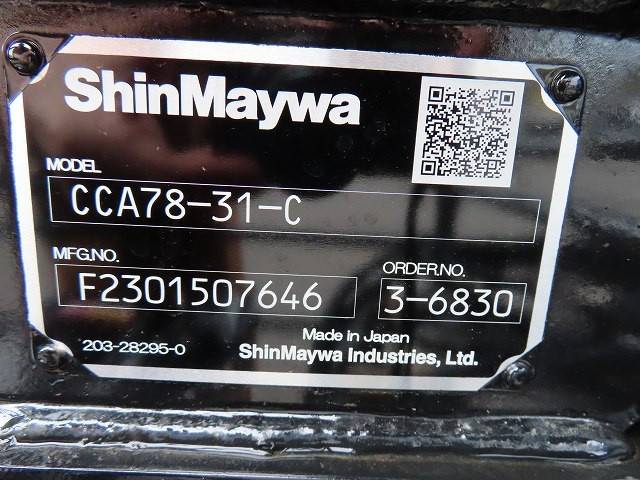 ShinMaywa
MODEL
CCA78-31-C
MFG.NO.
F2301507646
ORDER.NO.
3-6830
203-28295-0
Made in Japan
ShinMaywa Industries, Ltd.